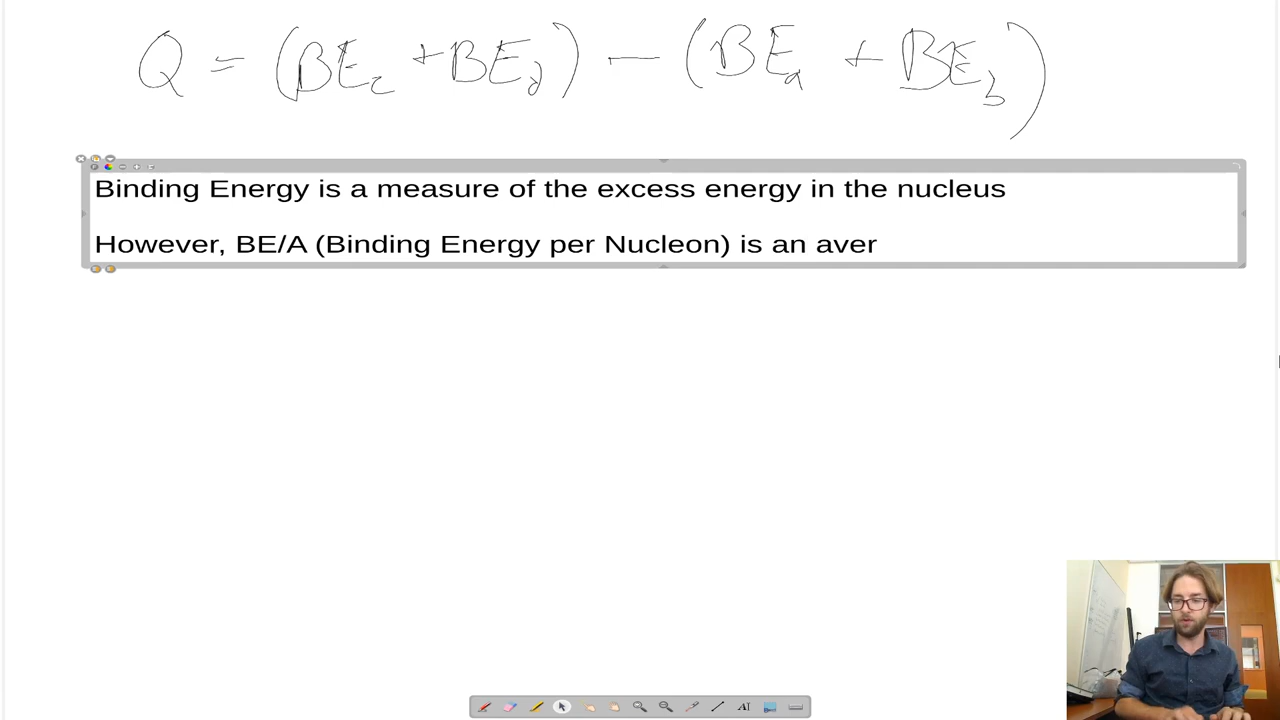 Q = (BE_c + BE_d) - (BE_a + BE_b)
Binding Energy is a measure of the excess energy in the nucleus
However, BE/A (Binding Energy per Nucleon) is an aver